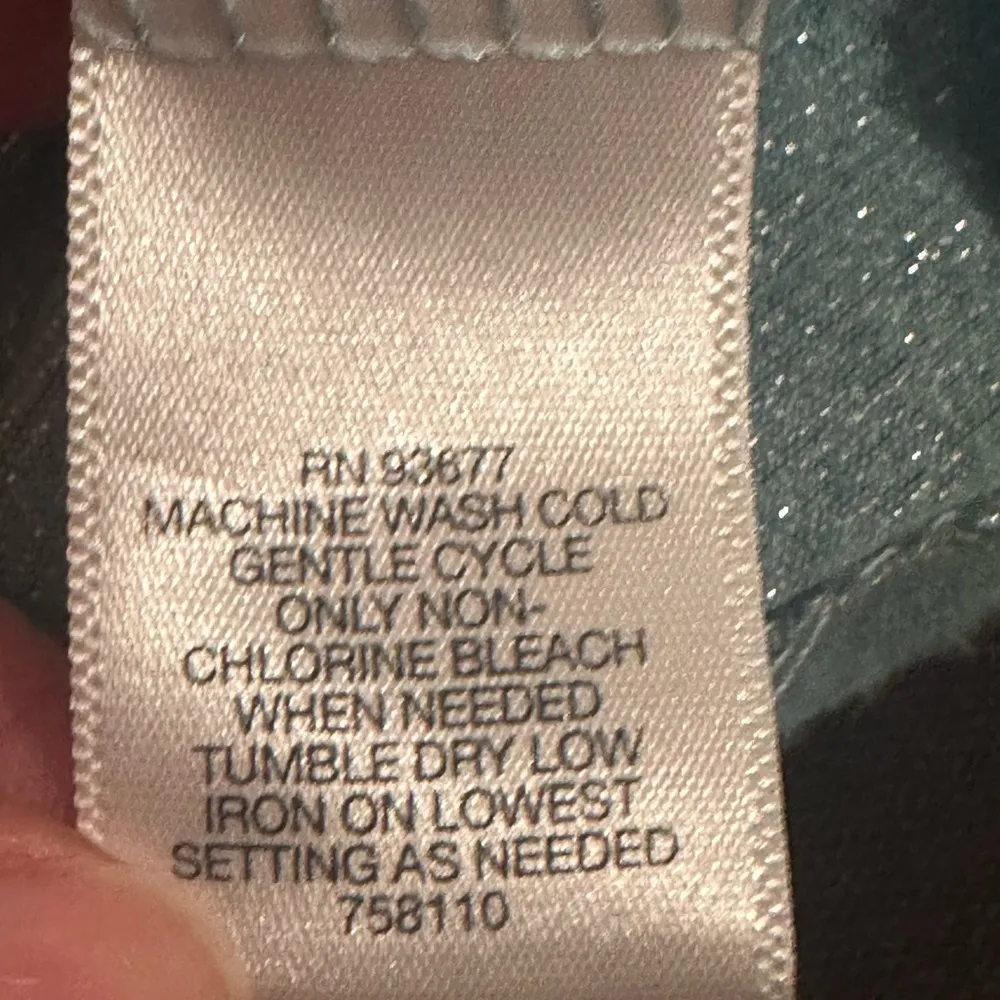 RN 93677
MACHINE WASH COLD
GENTLE CYCLE
ONLY NON-
CHLORINE BLEACH
WHEN NEEDED
TUMBLE DRY LOW
IRON ON LOWEST
SETTING AS NEEDED
758110